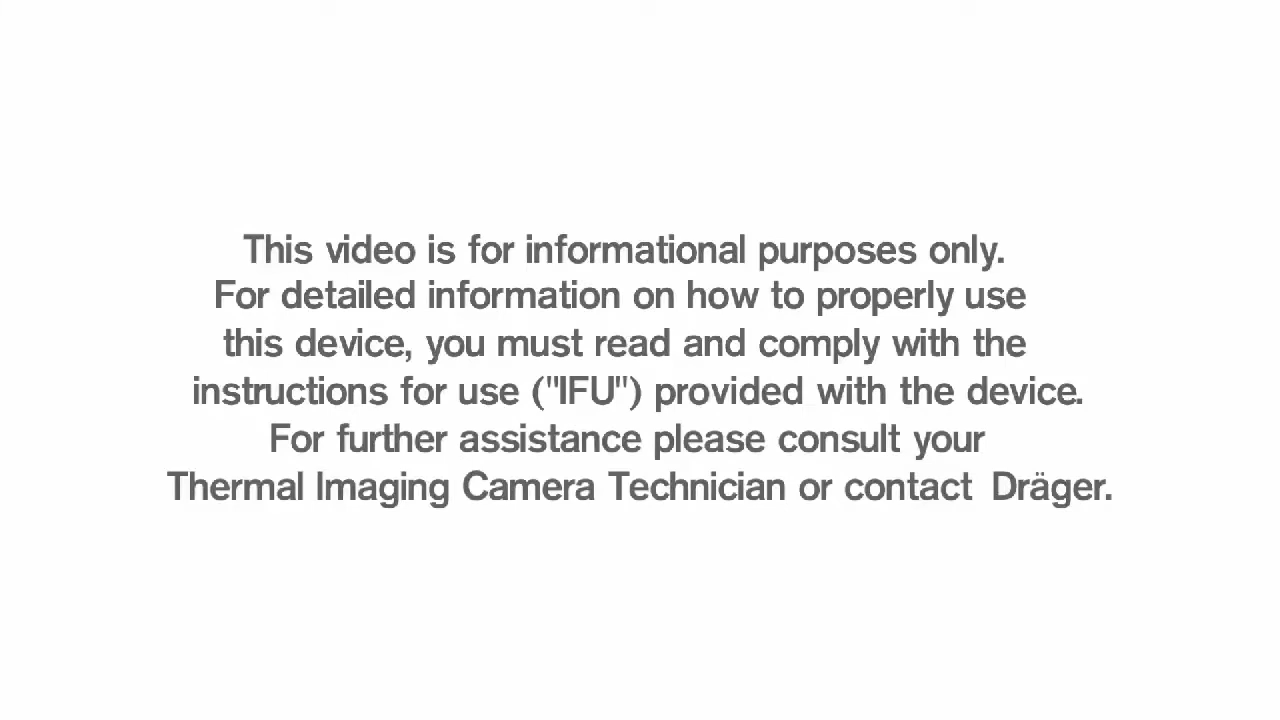 This video is for informational purposes only.
For detailed information on how to properly use
this device, you must read and comply with the
instructions for use ("IFU") provided with the device.
For further assistance please consult your
Thermal Imaging Camera Technician or contact Dräger.